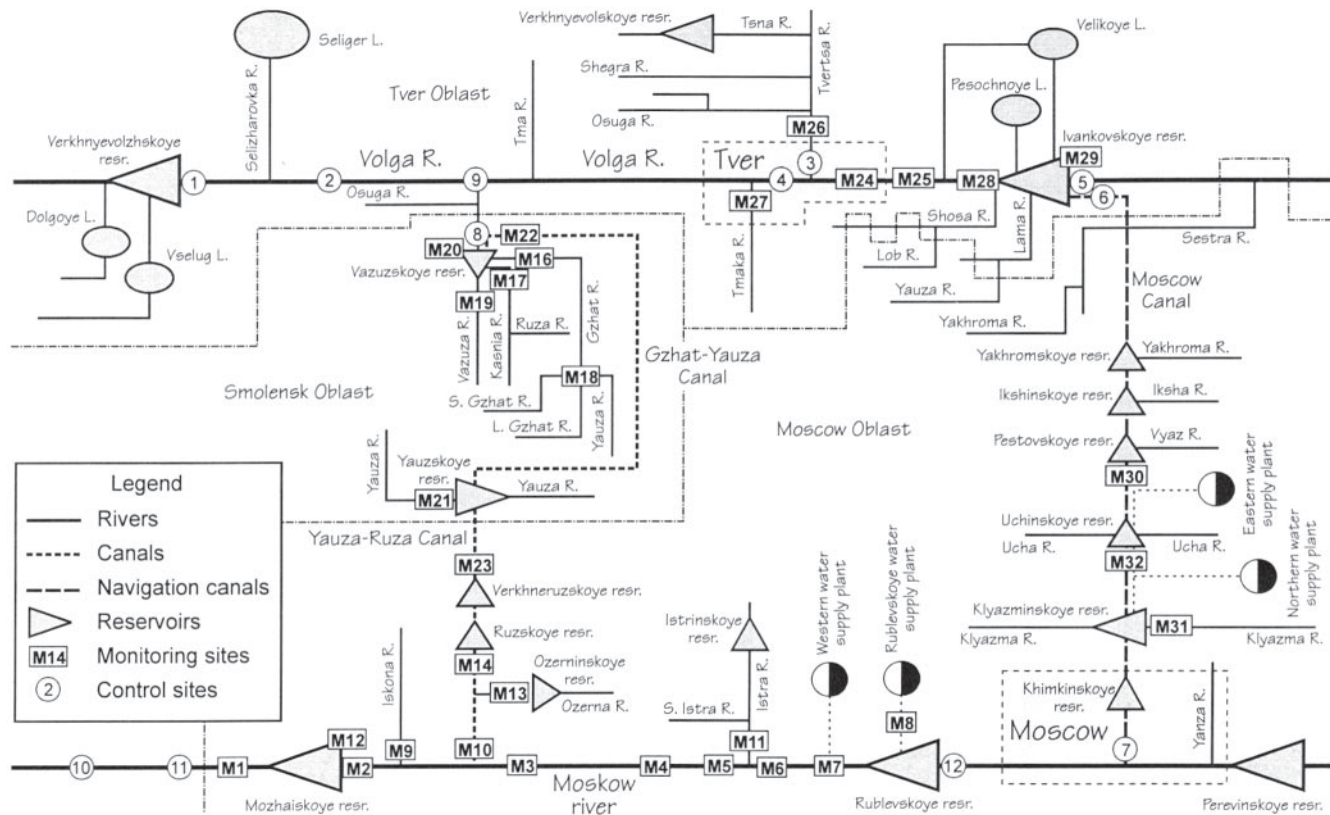 Verkhnyevolskoye resr.
Tsna R.
Velikoye L.
Seliger L.
Shegra R.
Tvertsa R.
Pesochnoye L.
Selizharovka R.
Tver Oblast
Tma R.
Osuga R.
M26
Verkhnyevolzhskoye
resr.
Volga R.
Volga R.
Tver
3
Ivankovskoye resr.
M29
1
2
9
4
M24
M25
M28
5
6
Osuga R.
M27
Dolgoye L.
Shosa R.
Lama R.
8
M22
M20
M16
Vazuzskoye resr.
M17
Lob R.
Sestra R.
Vselug L.
M19
Tmaka R.
Yauza R.
Moscow
Canal
Gzhat R.
Ruza R.
Yakhroma R.
Vazuza R.
Kasnia R.
Gzhat-Yauza
Canal
Yakhromskoye resr.
Yakhroma R.
M18
Smolensk Oblast
S. Gzhat R.
Ikshinskoye resr.
Iksha R.
L. Gzhat R.
Yauza R.
Moscow Oblast
Pestovskoye resr.
Vyaz R.
Yauza R.
Yauzskoye
resr.
M30
M21
Yauza R.
Eastern water
supply plant
Legend
Rivers
Canals
Navigation canals
Reservoirs
M14
Monitoring sites
2
Control sites
Yauza-Ruza Canal
Uchinskoye resr.
Ucha R.
Ucha R.
M32
M23
Verkhneruzskoye resr.
Western water
supply plant
Rublevskoye water
supply plant
Northern water
supply plant
Klyazminskoye resr.
M31
Klyazma R.
Klyazma R.
Istrinskoye
resr.
Ruzskoye resr.
M14
Ozerninskoye
resr.
M13
Ozerna R.
Iskona R.
Istra R.
S. Istra R.
Khimkinskoye
resr.
Moscow
Yanza R.
M8
M12
M9
M10
M11
7
10
11
M1
M2
M3
M4
M5
M6
M7
12
Mozhaiskoye resr.
Moskow
river
Rublevskoye resr.
Perevinskoye resr.